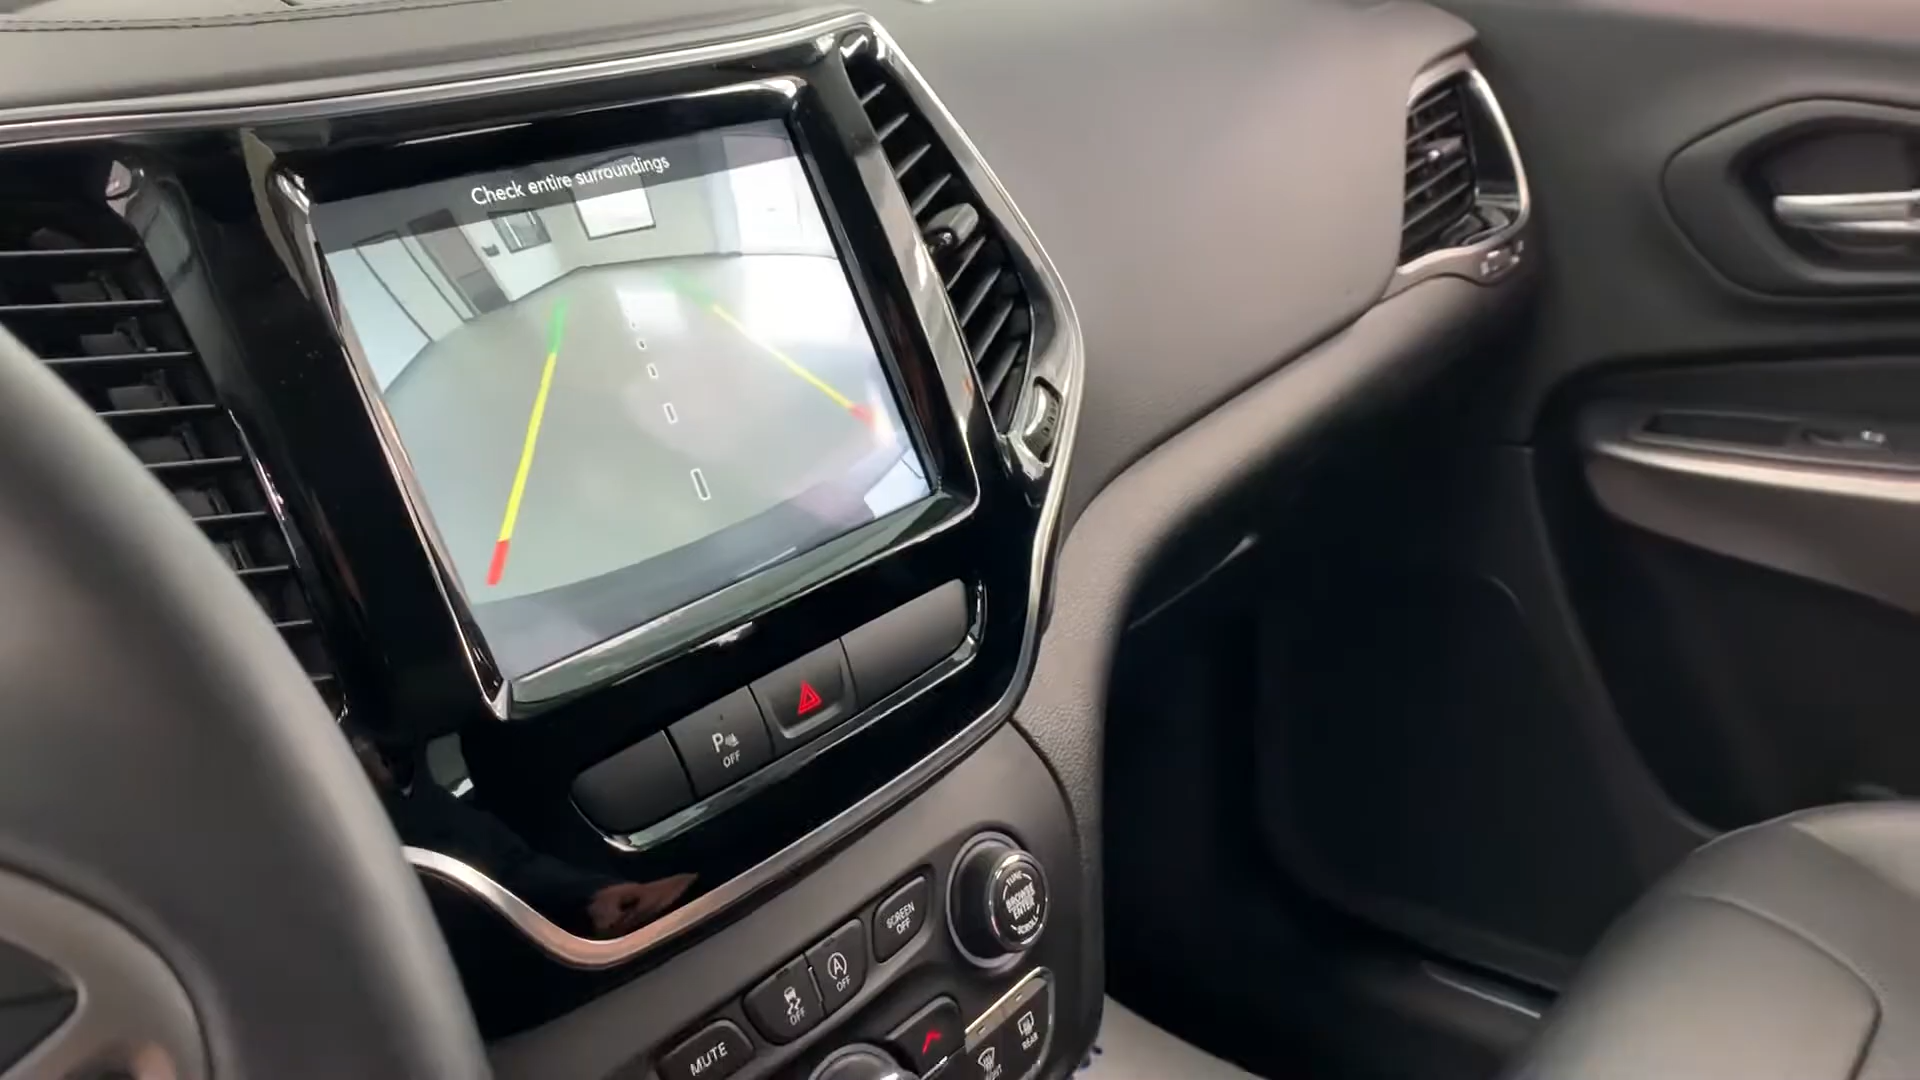 Check entire surroundings
P
OFF
SCREEN
OFF
TUNE
BROWSE
ENTER
SCROLL
A
OFF
OFF
MUTE
REAR